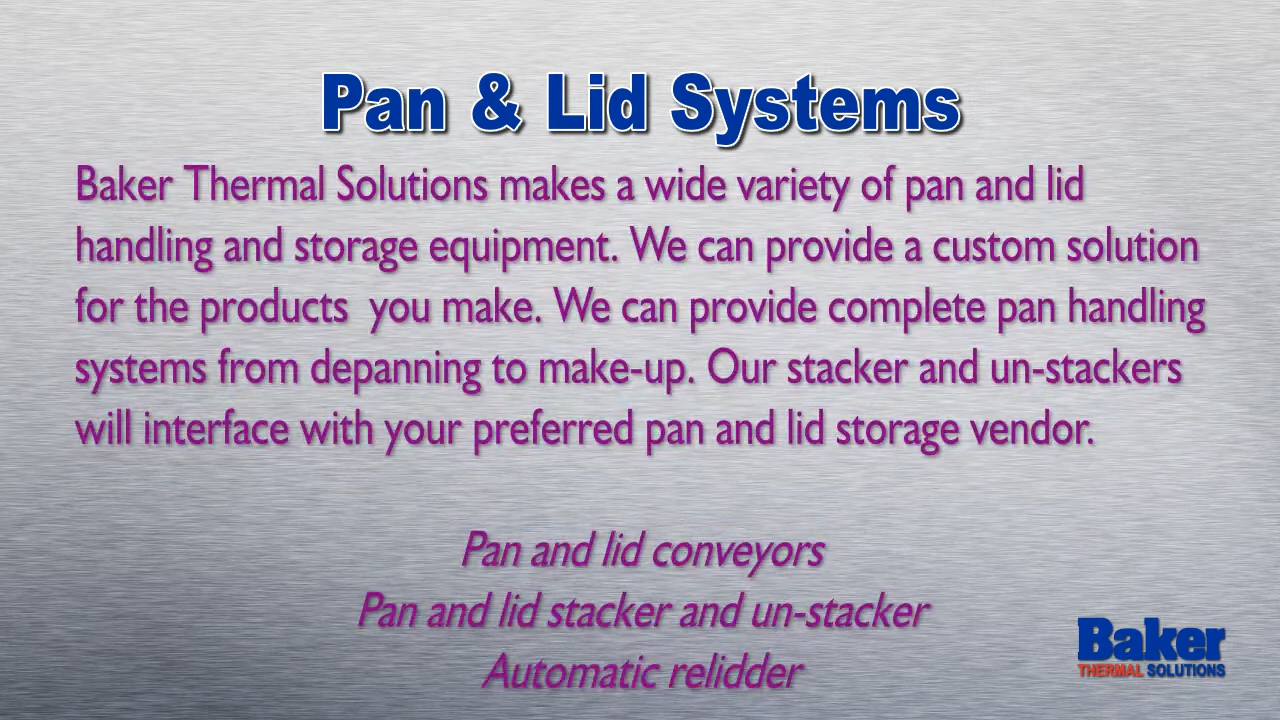 Pan & Lid Systems
Baker Thermal Solutions makes a wide variety of pan and lid
handling and storage equipment. We can provide a custom solution
for the products  you make. We can provide complete pan handling
systems from depanning to make-up. Our stacker and un-stackers
will interface with your preferred pan and lid storage vendor.
Pan and lid conveyors
Pan and lid stacker and un-stacker
Automatic relidder
Baker
THERMAL SOLUTIONS